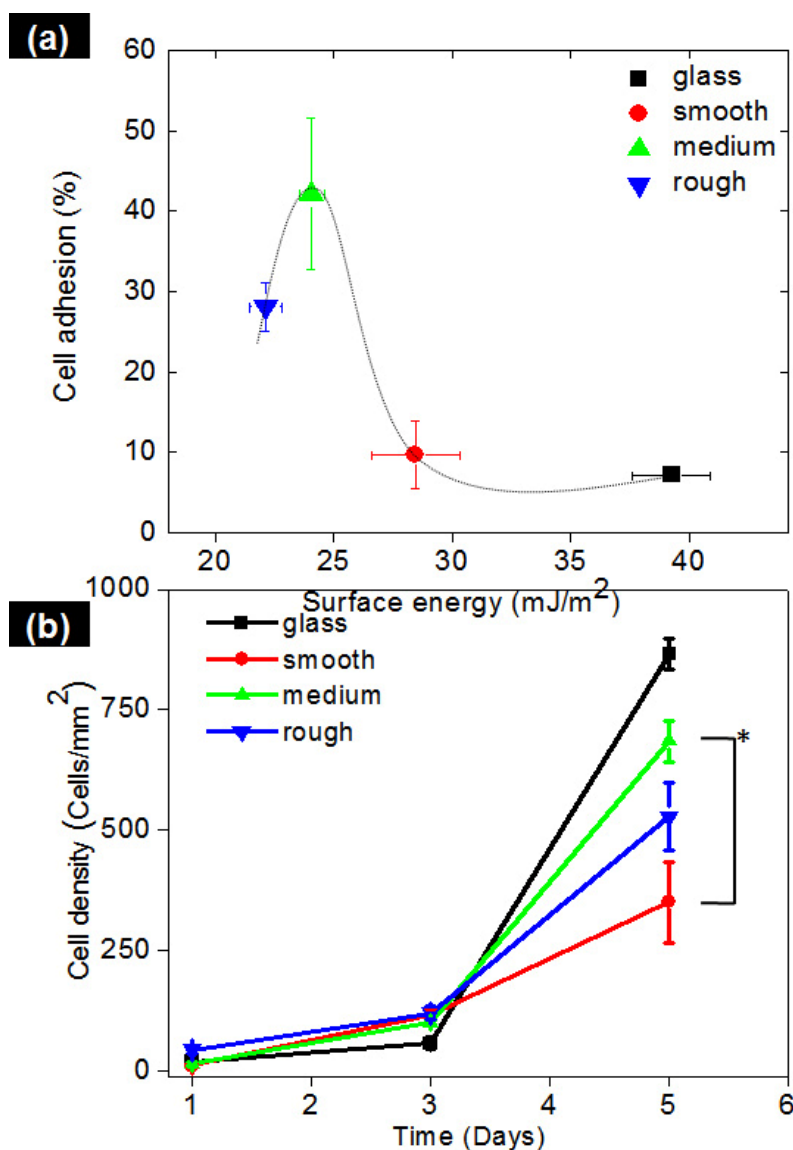 (a)
60
50
40
30
20
10
0
Cell adhesion (%)
glass
smooth
medium
rough
20 25 30 35 40
Surface energy (mJ/m²)
(b)
1000
750
500
250
0
Cell density (Cells/mm²)
glass
smooth
medium
rough
*
1 2 3 4 5 6
Time (Days)